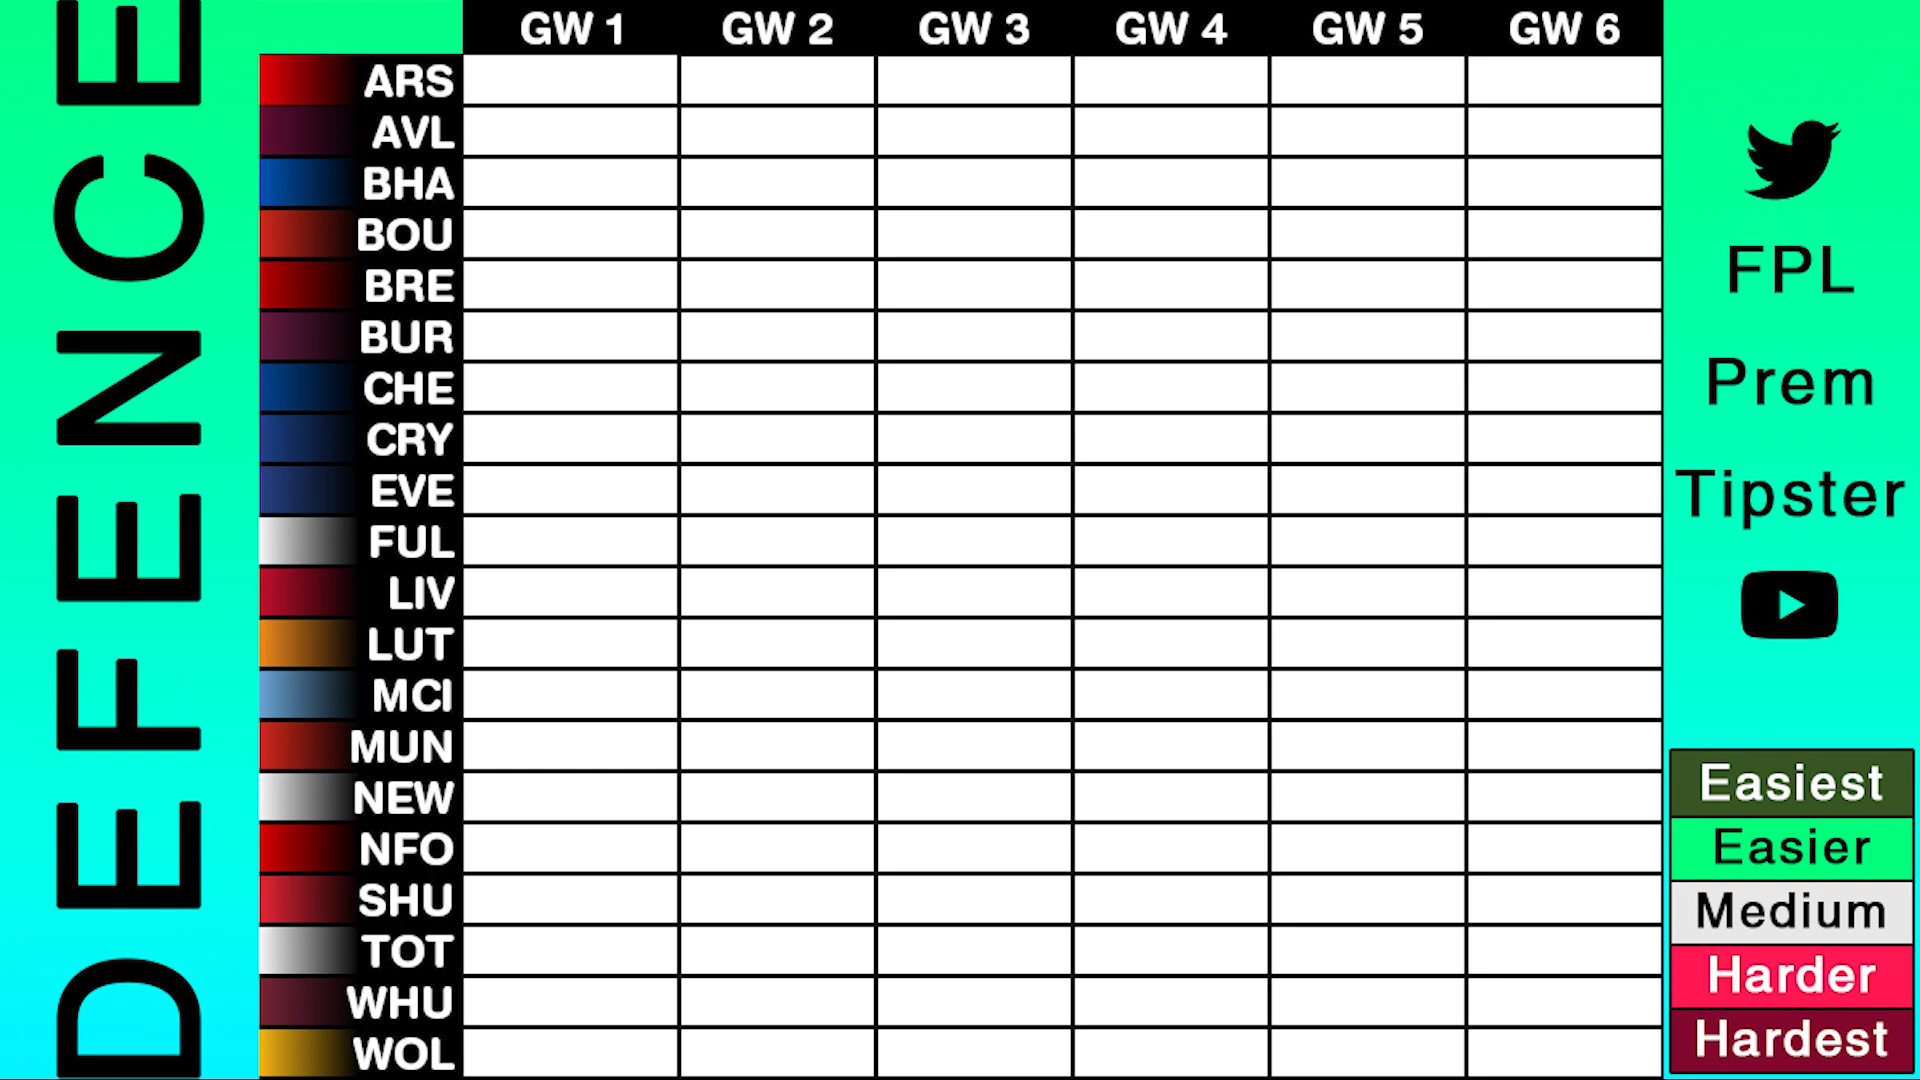 DEFENCE
GW 1 GW 2 GW 3 GW 4 GW 5 GW 6
ARS
AVL
BHA
BOU
BRE
BUR
CHE
CRY
EVE
FUL
LIV
LUT
MCI
MUN
NEW
NFO
SHU
TOT
WHU
WOL
FPL
Prem
Tipster
Easiest
Easier
Medium
Harder
Hardest